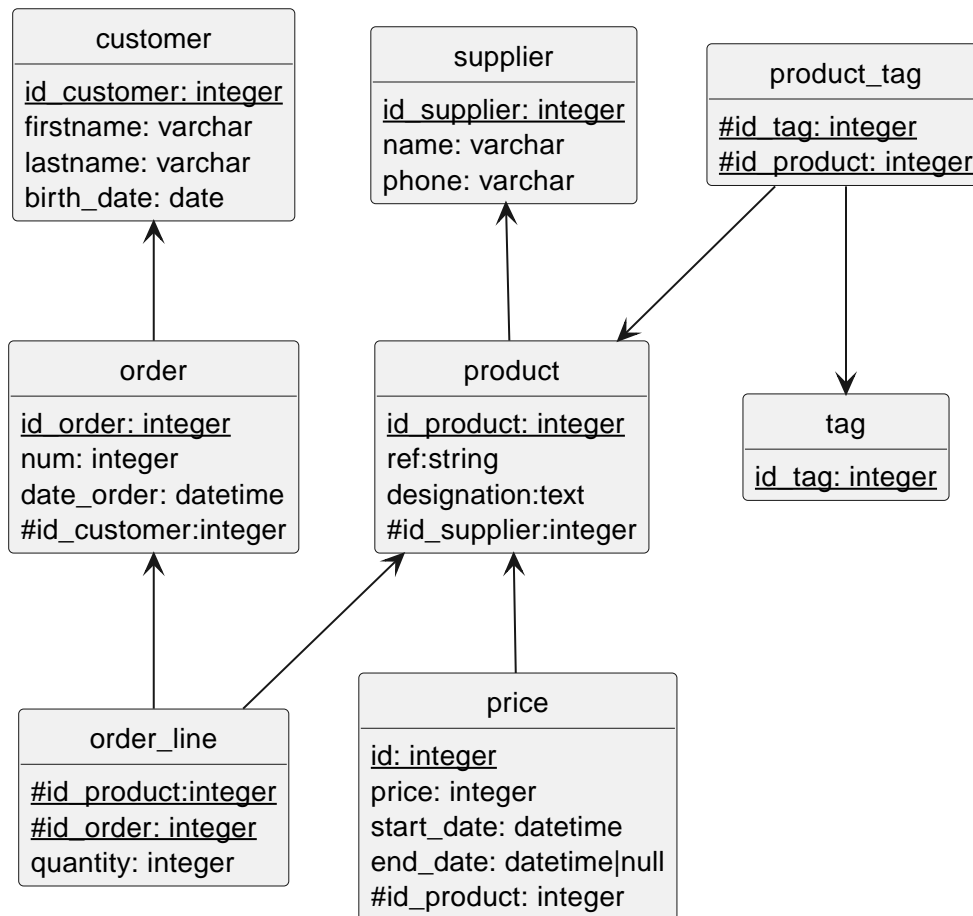 customer
id_customer: integer
firstname: varchar
lastname: varchar
birth_date: date
supplier
id_supplier: integer
name: varchar
phone: varchar
product_tag
#id_tag: integer
#id_product: integer
order
id_order: integer
num: integer
date_order: datetime
#id_customer:integer
product
id_product: integer
ref:string
designation:text
#id_supplier:integer
tag
id_tag: integer
order_line
#id_product:integer
#id_order: integer
quantity: integer
price
id: integer
price: integer
start_date: datetime
end_date: datetime|null
#id_product: integer